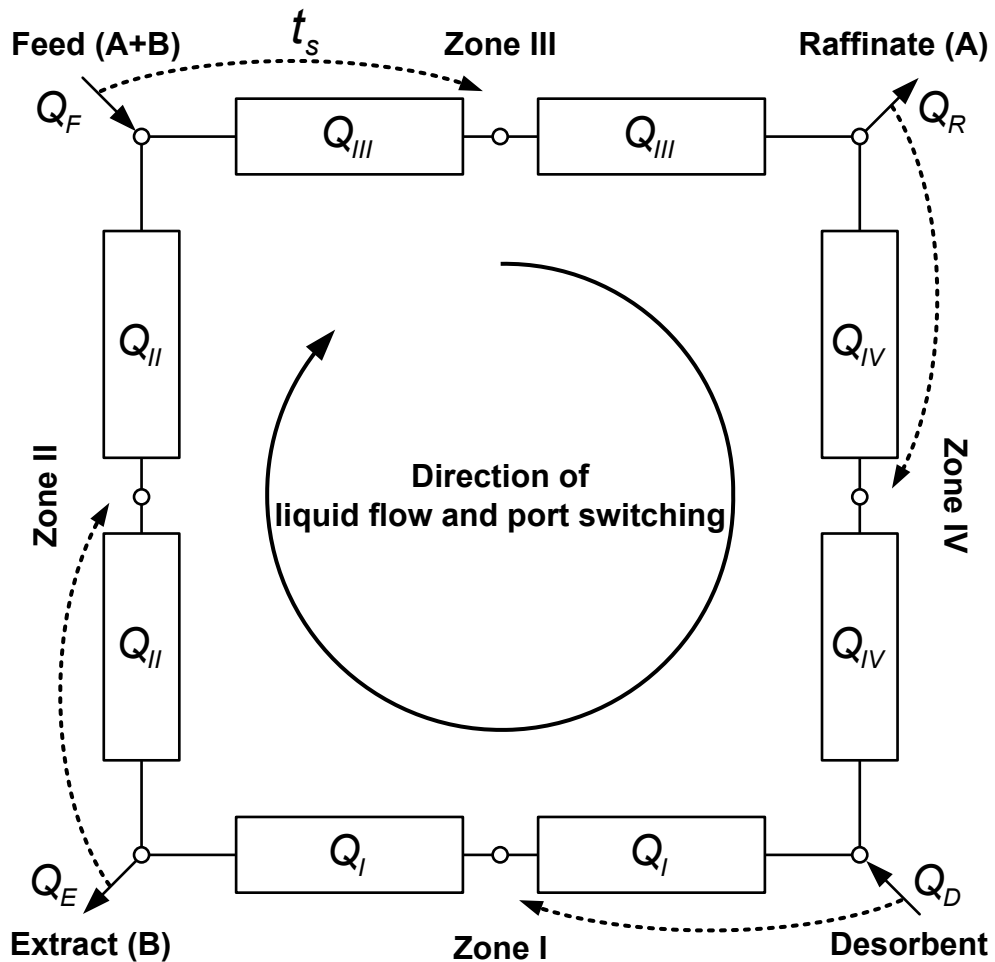 Feed (A+B)
t_s
Zone III
Raffinate (A)
Q_F
Q_III
Q_III
Q_R
Q_II
Q_IV
Zone II
Direction of
liquid flow and port switching
Zone IV
Q_II
Q_IV
Q_E
Q_I
Q_I
Q_D
Extract (B)
Zone I
Desorbent